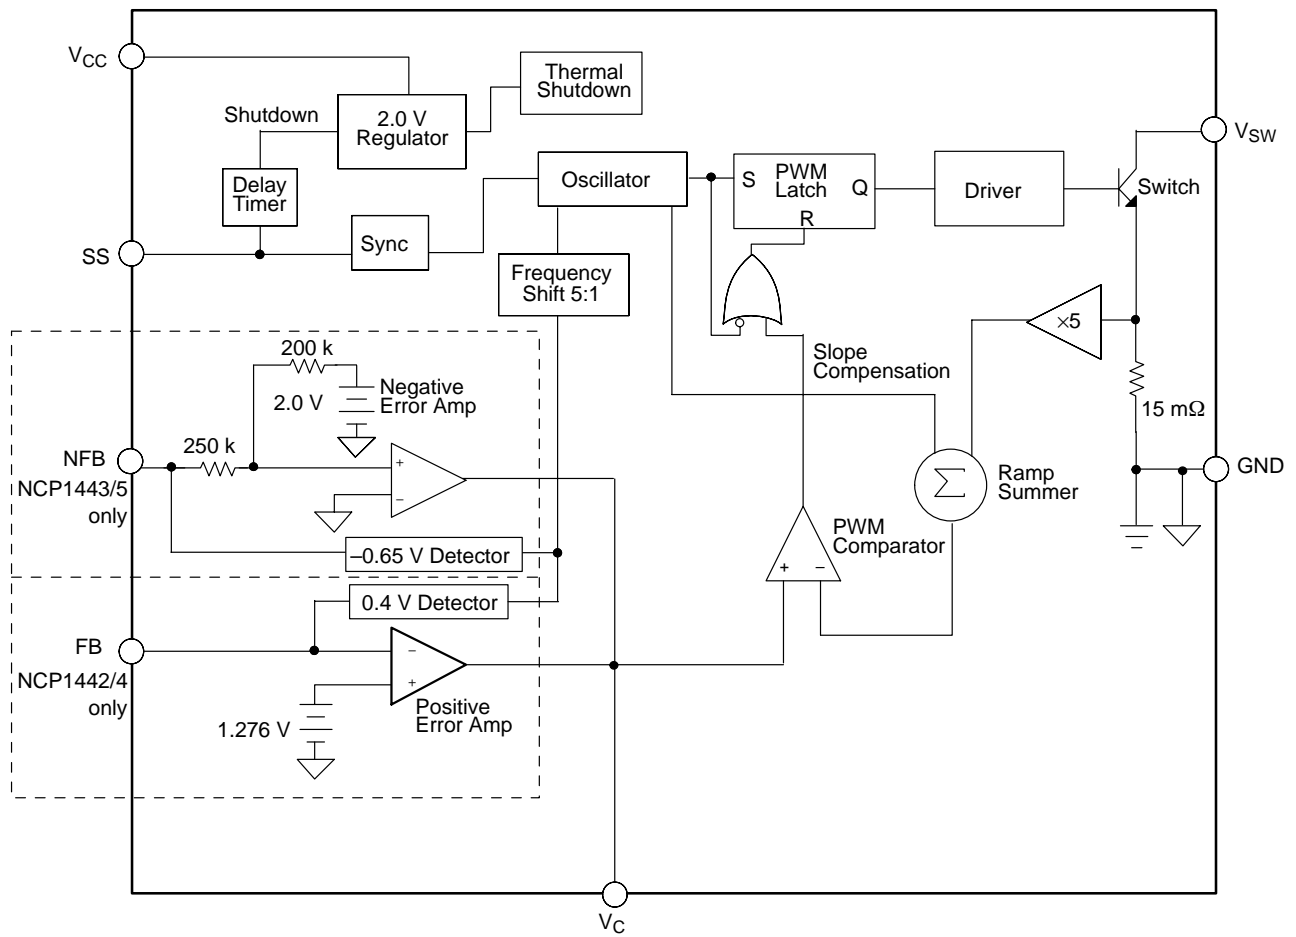 VCC
Thermal
Shutdown
Shutdown
2.0 V
Regulator
VSW
Delay
Timer
Oscillator
S
PWM
Latch
Q
R
Driver
Switch
SS
Sync
Frequency
Shift 5:1
×5
200 k
Slope
Compensation
2.0 V
Negative
Error Amp
15 mΩ
250 k
NFB
NCP1443/5
only
+
−
Σ
Ramp
Summer
GND
PWM
Comparator
–0.65 V Detector
+
−
0.4 V Detector
FB
NCP1442/4
only
−
+
Positive
Error Amp
1.276 V
VC